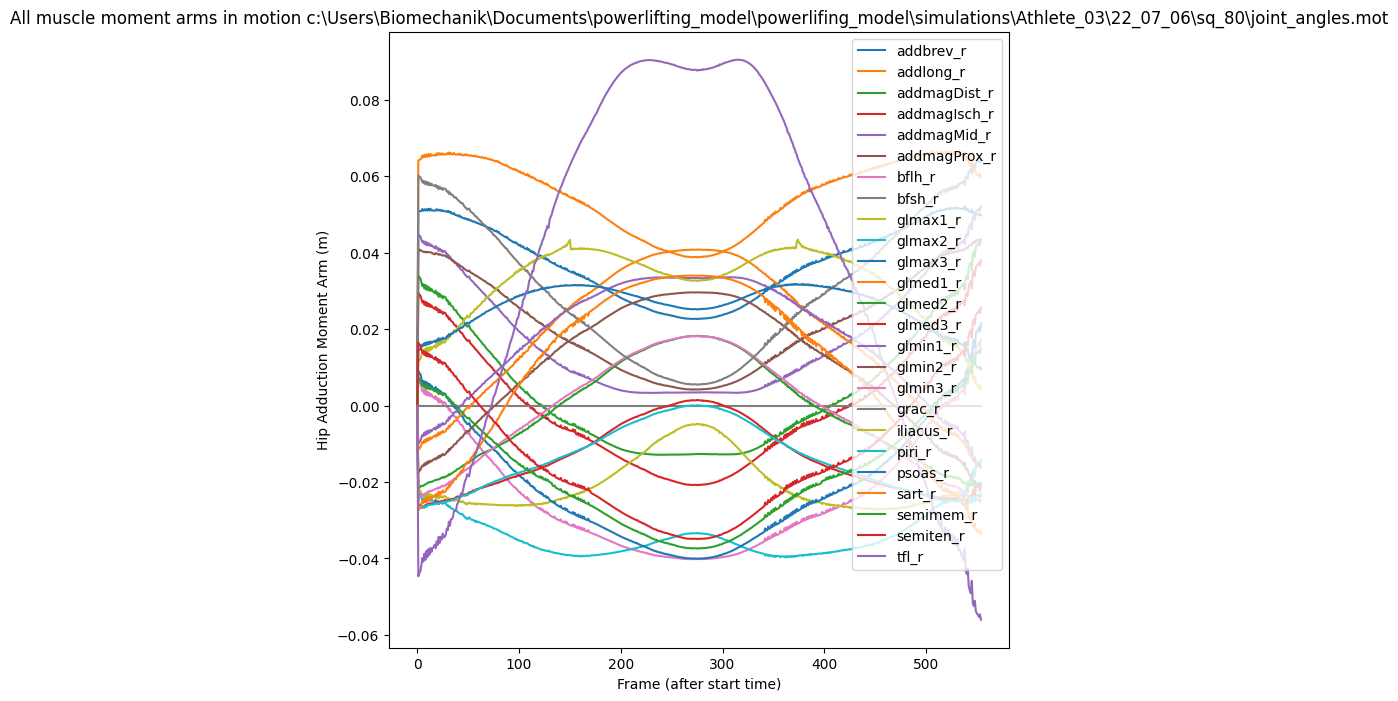 All muscle moment arms in motion c:\Users\Biomechanik\Documents\powerlifting_model\powerlifing_model\simulations\Athlete_03\22_07_06\sq_80\joint_angles.mot
Hip Adduction Moment Arm (m)
0.08
0.06
0.04
0.02
0.00
−0.02
−0.04
−0.06
0
100
200
300
400
500
Frame (after start time)
addbrev_r
addlong_r
addmagDist_r
addmagIsch_r
addmagMid_r
addmagProx_r
bflh_r
bfsh_r
glmax1_r
glmax2_r
glmax3_r
glmed1_r
glmed2_r
glmed3_r
glmin1_r
glmin2_r
glmin3_r
grac_r
iliacus_r
piri_r
psoas_r
sart_r
semimem_r
semiten_r
tfl_r